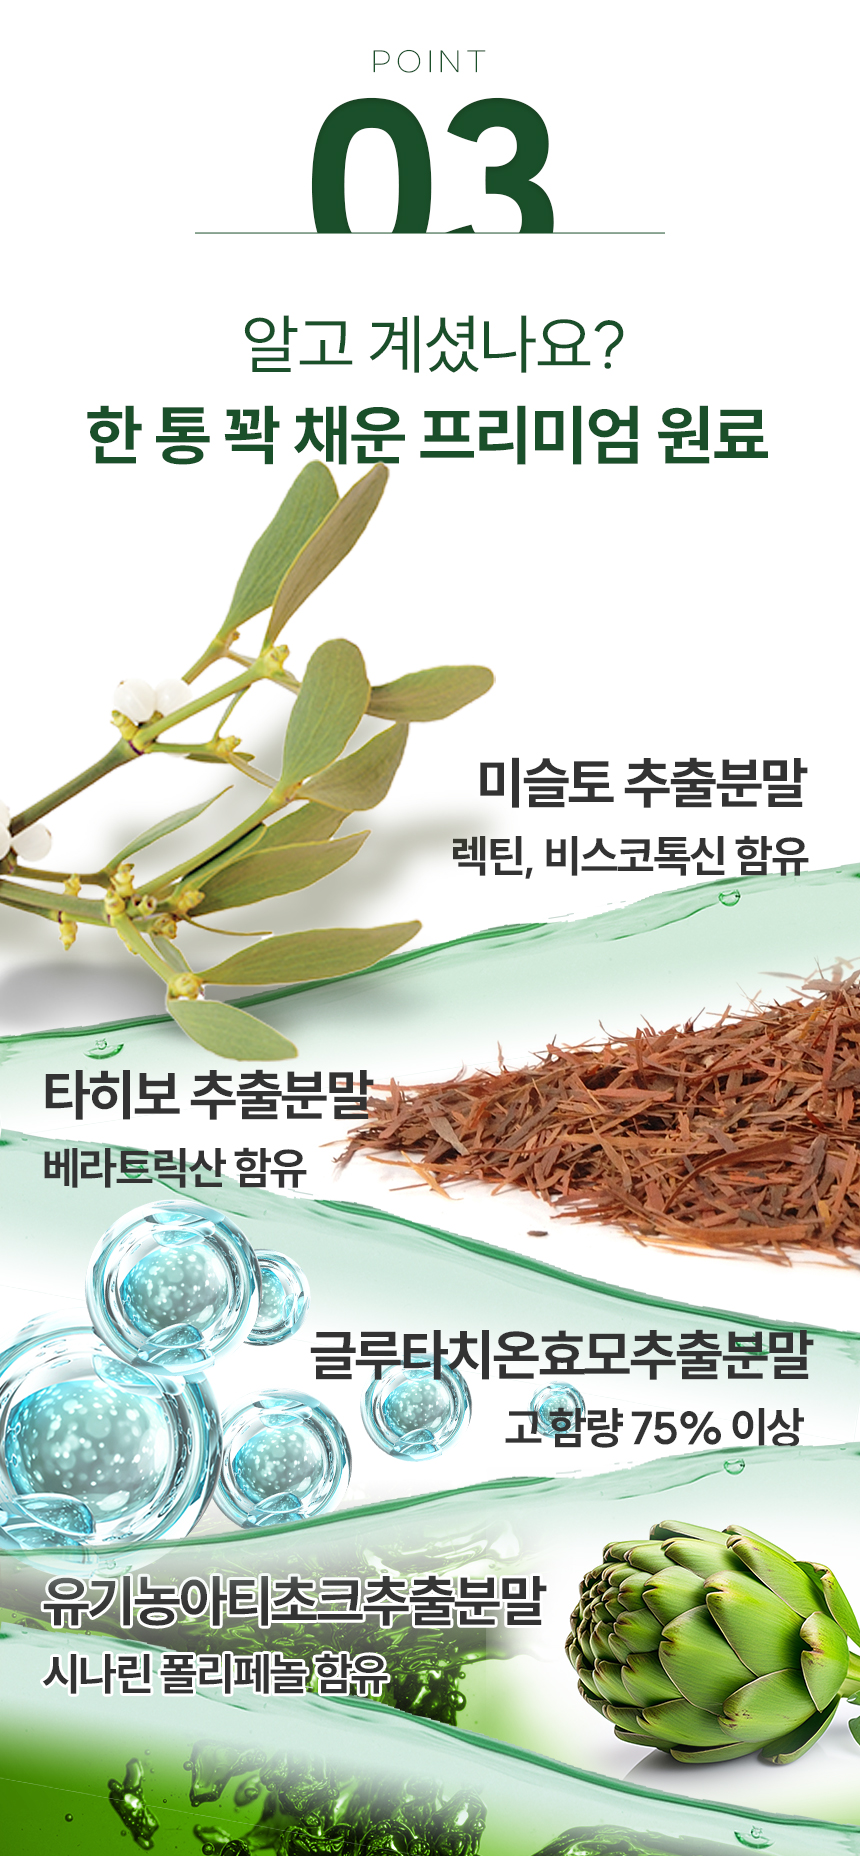 POINT
03
알고 계셨나요?
한 통 꽉 채운 프리미엄 원료
미슬토 추출분말
렉틴, 비스코톡신 함유
타히보 추출분말
베라트릭산 함유
글루타치온효모추출분말
고 함량 75% 이상
유기농아티초크추출분말
시나린 폴리페놀 함유